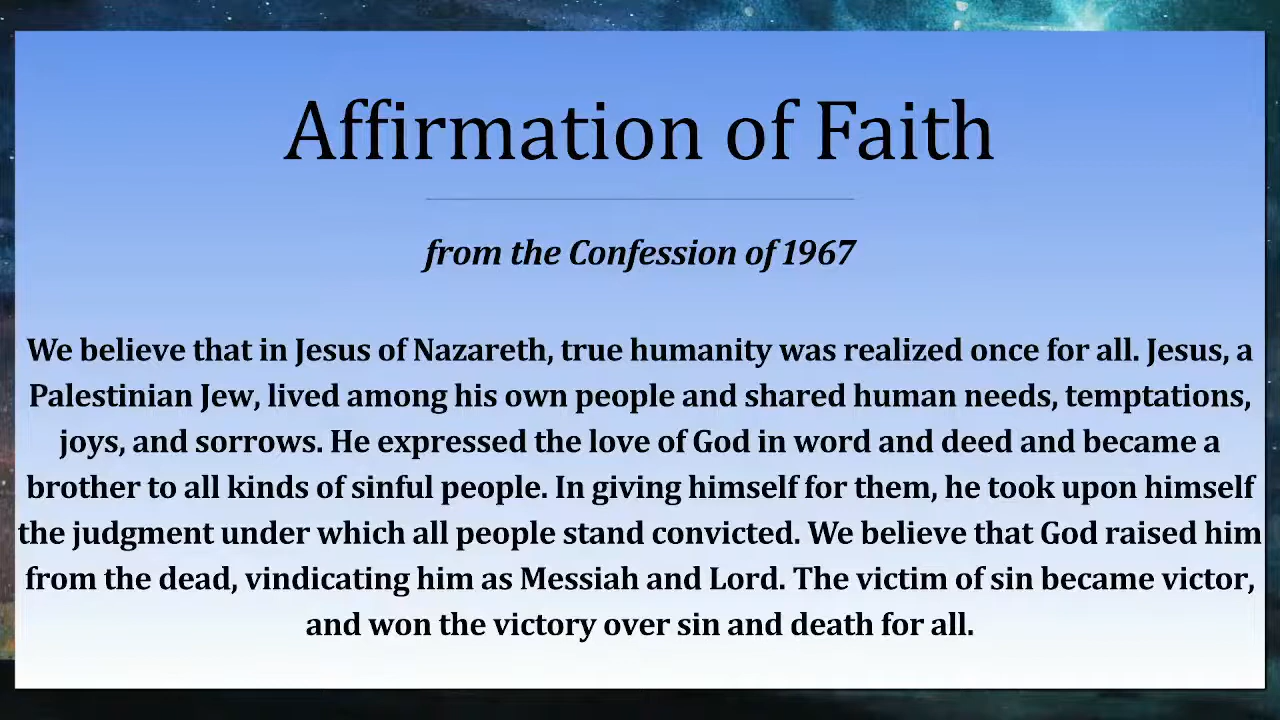 Affirmation of Faith
from the Confession of 1967
We believe that in Jesus of Nazareth, true humanity was realized once for all. Jesus, a
Palestinian Jew, lived among his own people and shared human needs, temptations,
joys, and sorrows. He expressed the love of God in word and deed and became a
brother to all kinds of sinful people. In giving himself for them, he took upon himself
the judgment under which all people stand convicted. We believe that God raised him
from the dead, vindicating him as Messiah and Lord. The victim of sin became victor,
and won the victory over sin and death for all.